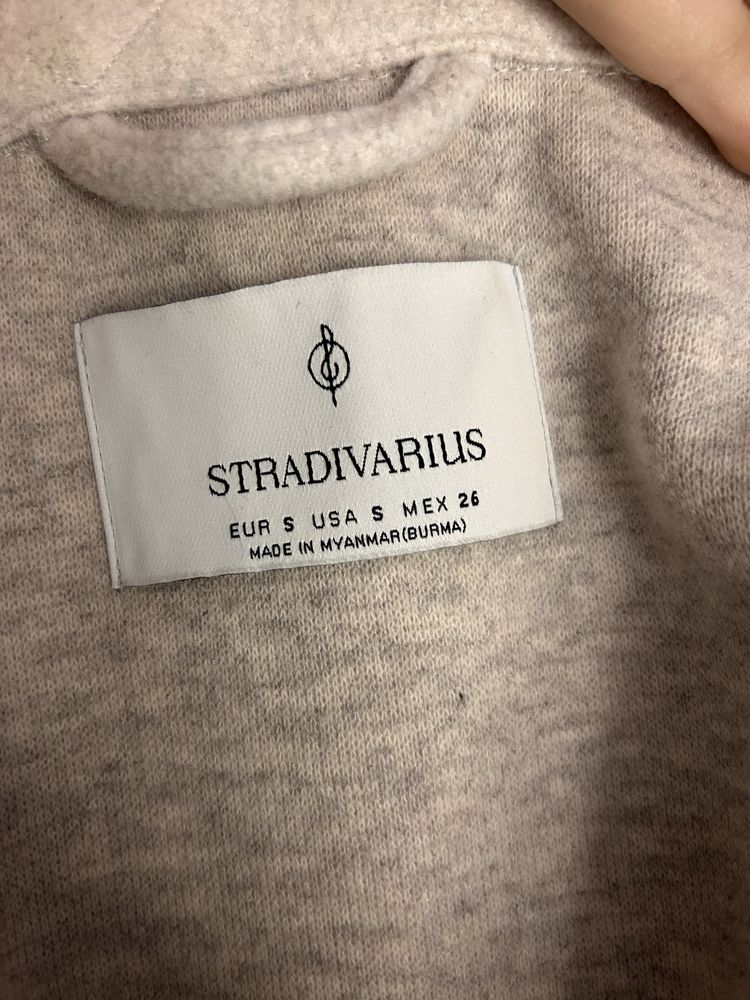 STRADIVARIUS
EUR S USA S MEX 26
MADE IN MYANMAR(BURMA)